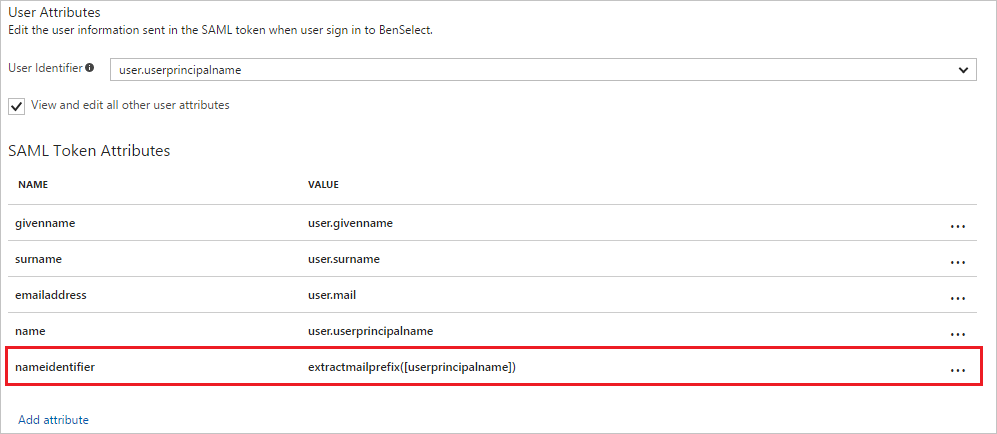 User Attributes
Edit the user information sent in the SAML token when user sign in to BenSelect.
User Identifier
user.userprincipalname
View and edit all other user attributes
SAML Token Attributes
NAME VALUE
givenname user.givenname ...
surname user.surname ...
emailaddress user.mail ...
name user.userprincipalname ...
nameidentifier extractmailprefix([userprincipalname]) ...
Add attribute